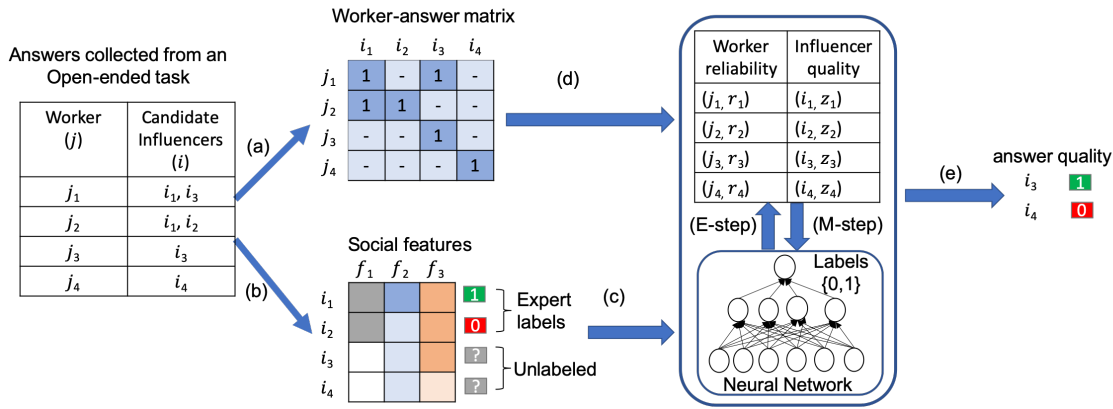 Answers collected from an
Open-ended task
Worker
(j)
Candidate
Influencers
(i)
j₁ i₁, i₃
j₂ i₁, i₂
j₃ i₃
j₄ i₄
(a)
(b)
Worker-answer matrix
i₁ i₂ i₃ i₄
j₁ 1 - 1 -
j₂ 1 1 - -
j₃ - - 1 -
j₄ - - - 1
Social features
f₁ f₂ f₃
i₁ 1
i₂ 0
i₃ ?
i₄ ?
Expert
labels
Unlabeled
(d)
(c)
Worker
reliability
Influencer
quality
(j₁, r₁) (i₁, z₁)
(j₂, r₂) (i₂, z₂)
(j₃, r₃) (i₃, z₃)
(j₄, r₄) (i₄, z₄)
(E-step) (M-step)
Labels
{0,1}
Neural Network
(e)
answer quality
i₃ 1
i₄ 0